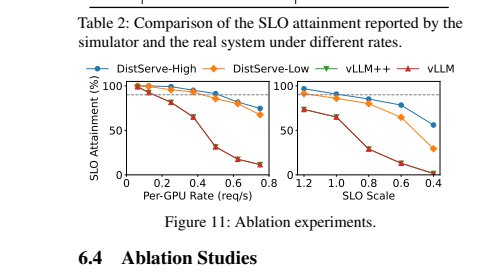 Table 2: Comparison of the SLO attainment reported by the
simulator and the real system under different rates.
DistServe-High DistServe-Low vLLM++ vLLM
SLO Attainment (%)
100
50
0
0 0.2 0.4 0.6 0.8
Per-GPU Rate (req/s)
100
50
0
1.2 1.0 0.8 0.6 0.4
SLO Scale
Figure 11: Ablation experiments.
6.4 Ablation Studies